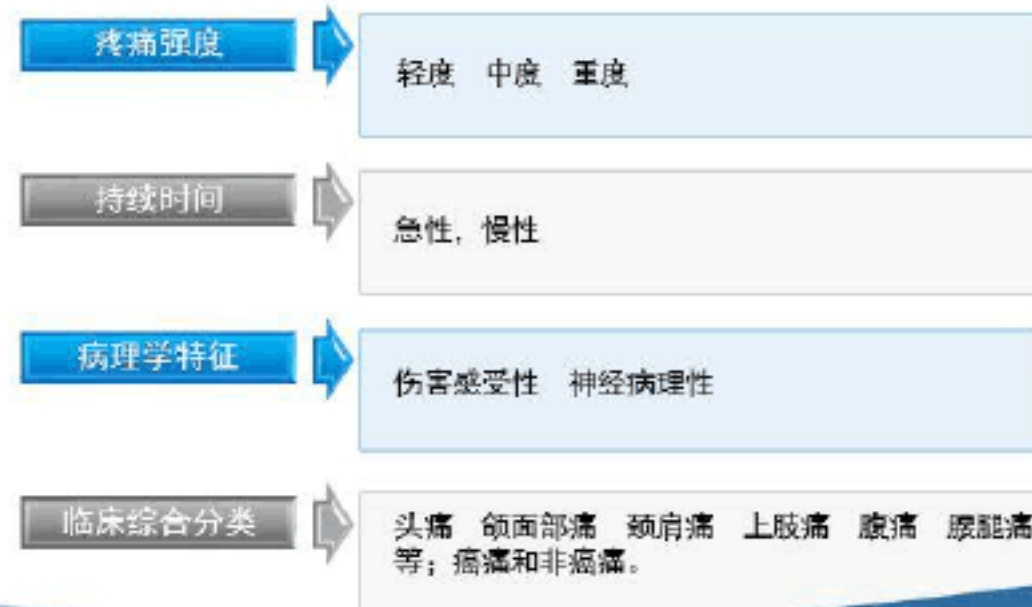 疼痛强度
轻度 中度 重度
持续时间
急性，慢性
病理学特征
伤害感受性 神经病理性
临床综合分类
头痛 颌面部痛 颈肩痛 上肢痛 腹痛 腰腿痛
等；癌痛和非癌痛。